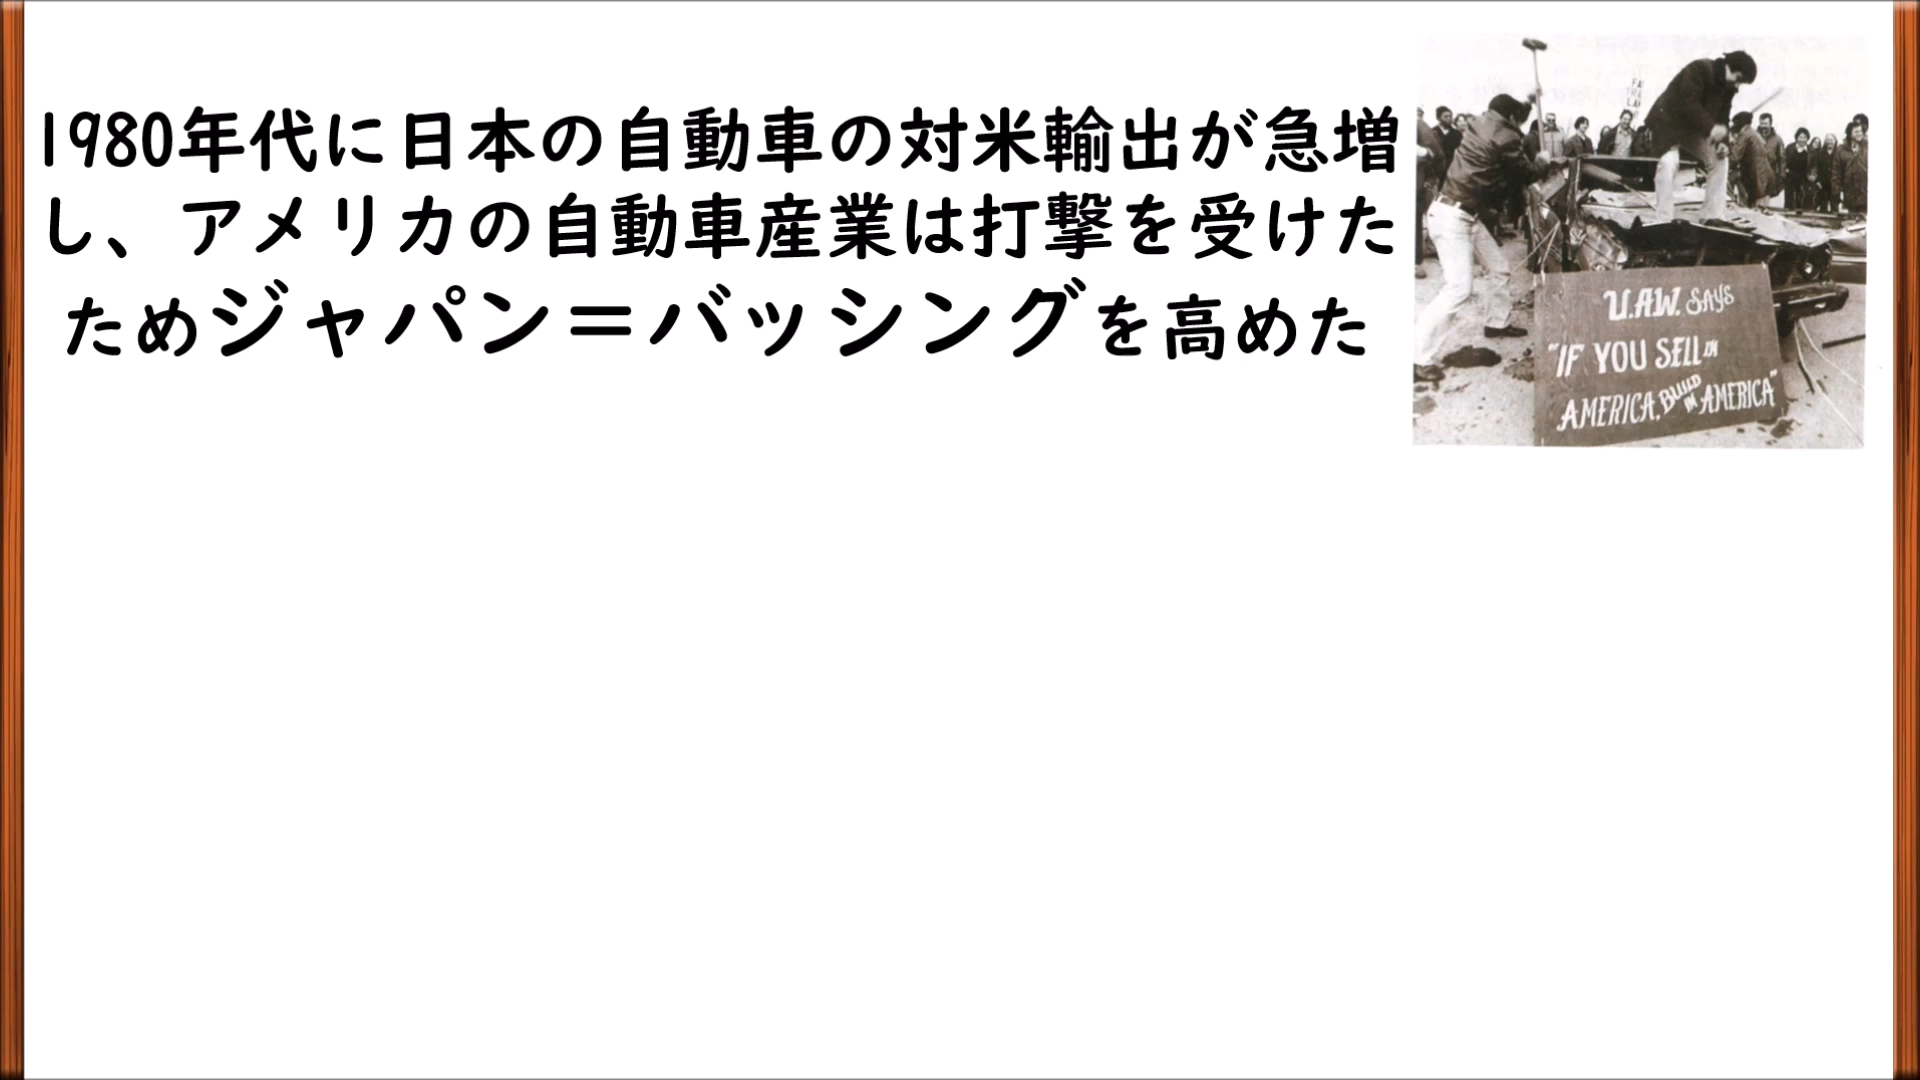 1980年代に日本の自動車の対米輸出が急増
し、アメリカの自動車産業は打撃を受けた
ためジャパン＝バッシングを高めた
U.A.W. SAYS
"IF YOU SELL IN
AMERICA, BUILD IN AMERICA"